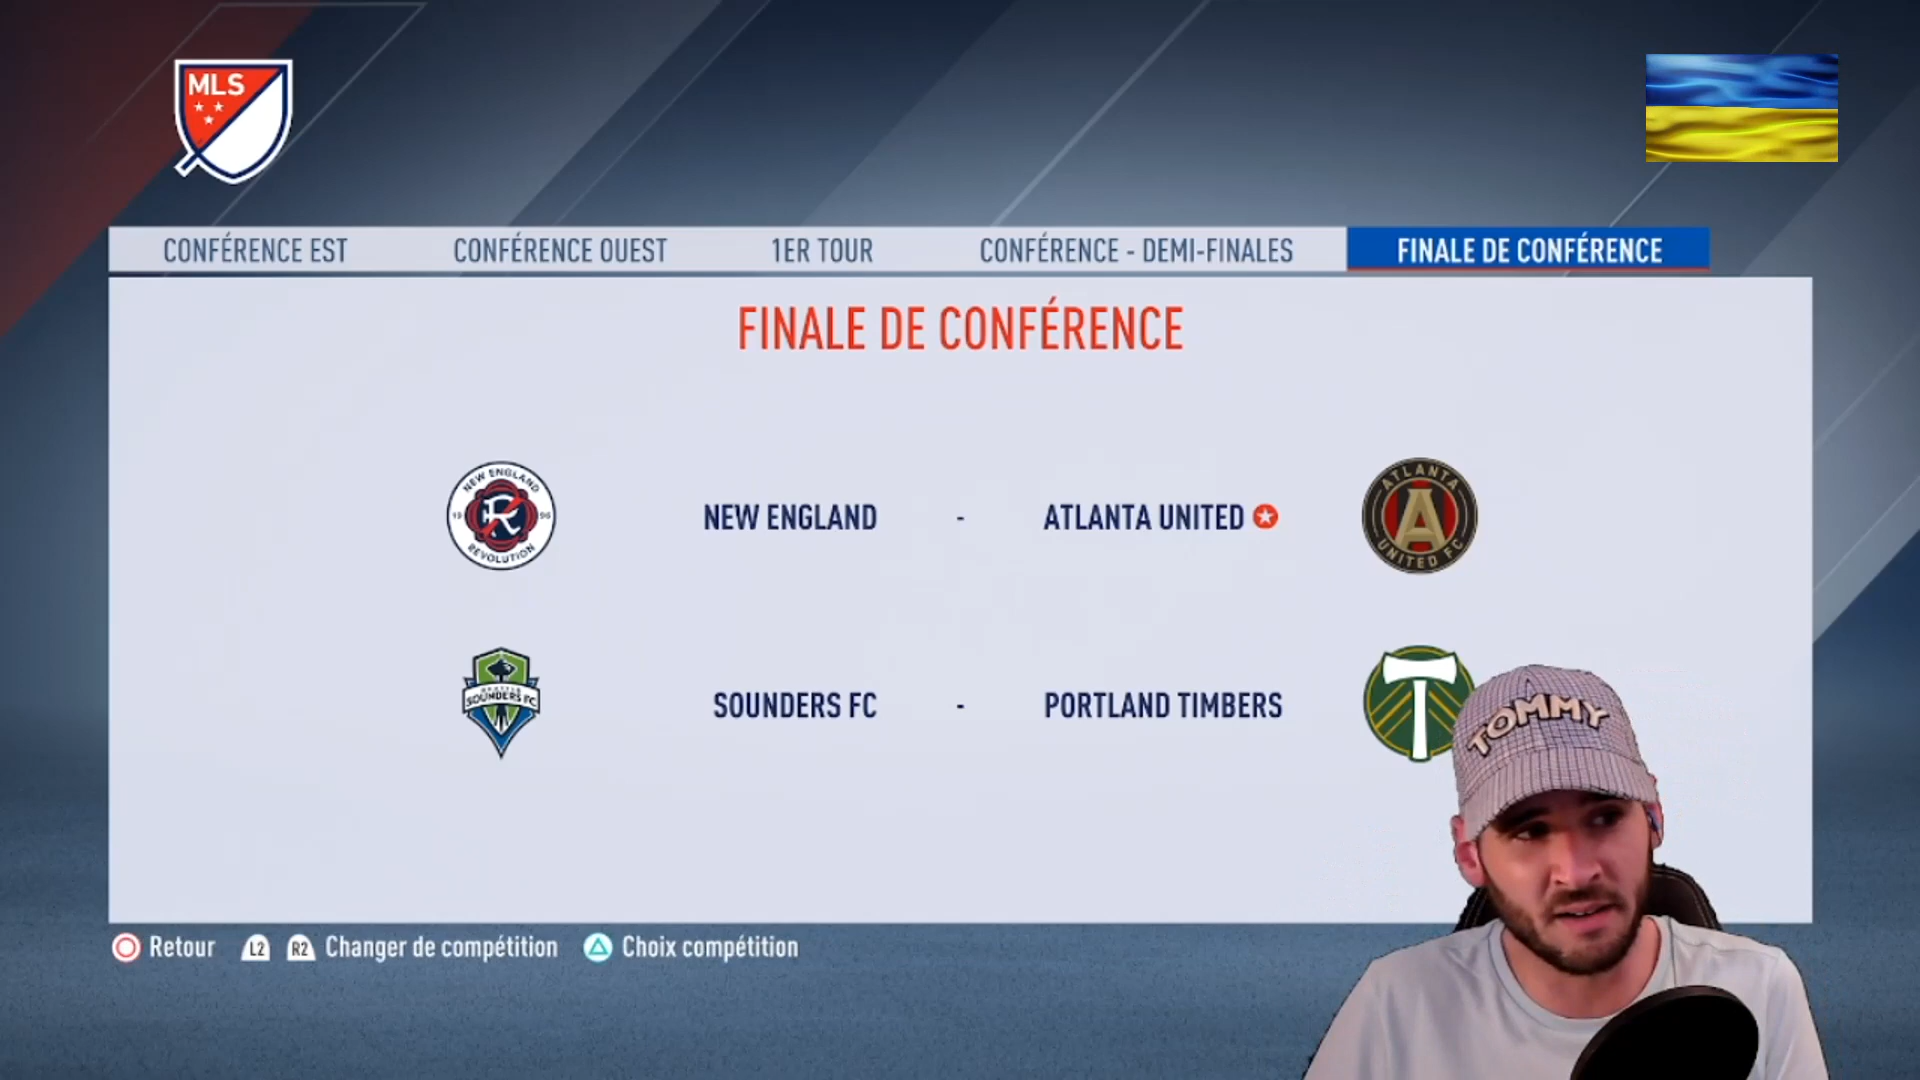 MLS
CONFÉRENCE EST
CONFÉRENCE OUEST
1ER TOUR
CONFÉRENCE - DEMI-FINALES
FINALE DE CONFÉRENCE
FINALE DE CONFÉRENCE
NEW ENGLAND
1996
REVOLUTION
NEW ENGLAND - ATLANTA UNITED
ATLANTA
A
UNITED FC
SEATTLE
SOUNDERS FC
SOUNDERS FC - PORTLAND TIMBERS
TOMMY
Retour
L2 R2 Changer de compétition
Choix compétition